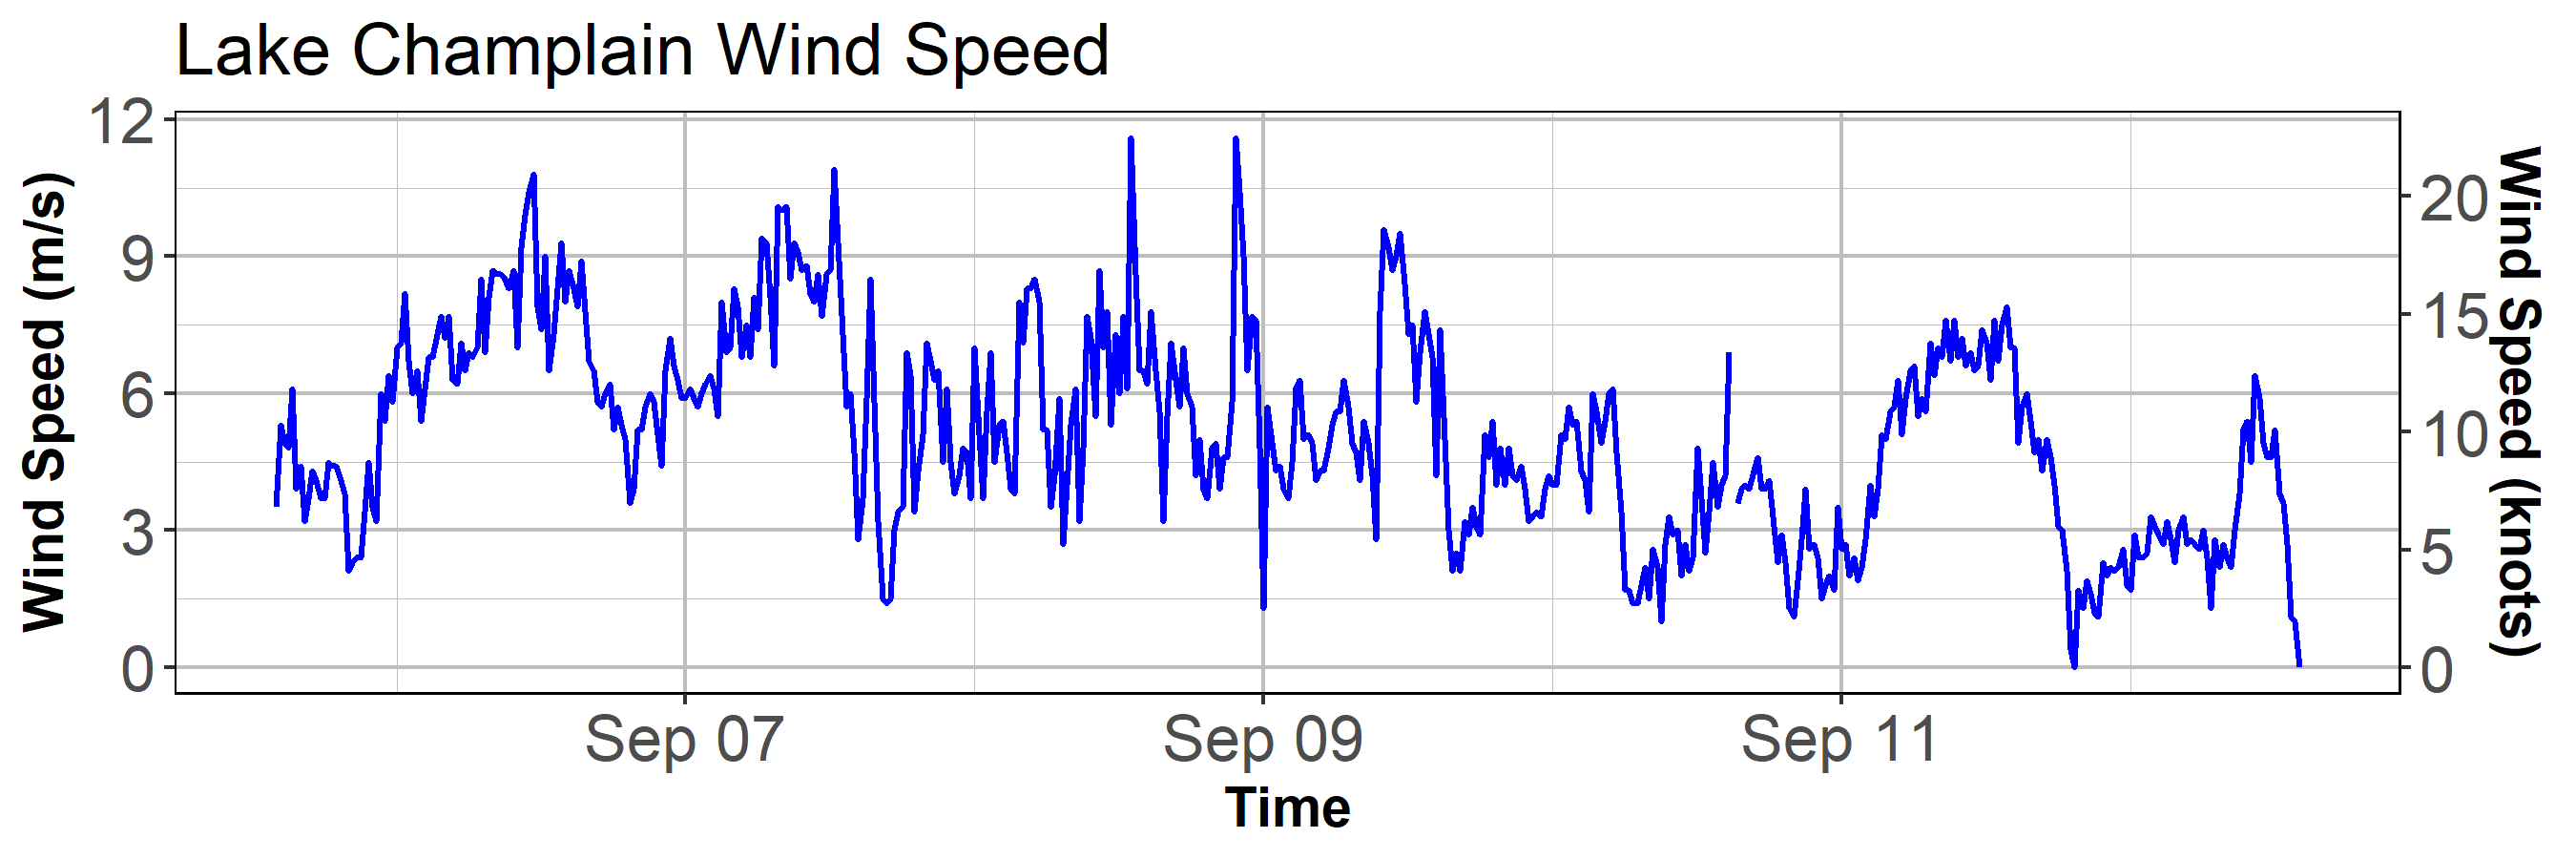 Lake Champlain Wind Speed
Wind Speed (m/s)
12
9
6
3
0
20
15
10
5
0
Wind Speed (knots)
Sep 07
Sep 09
Sep 11
Time